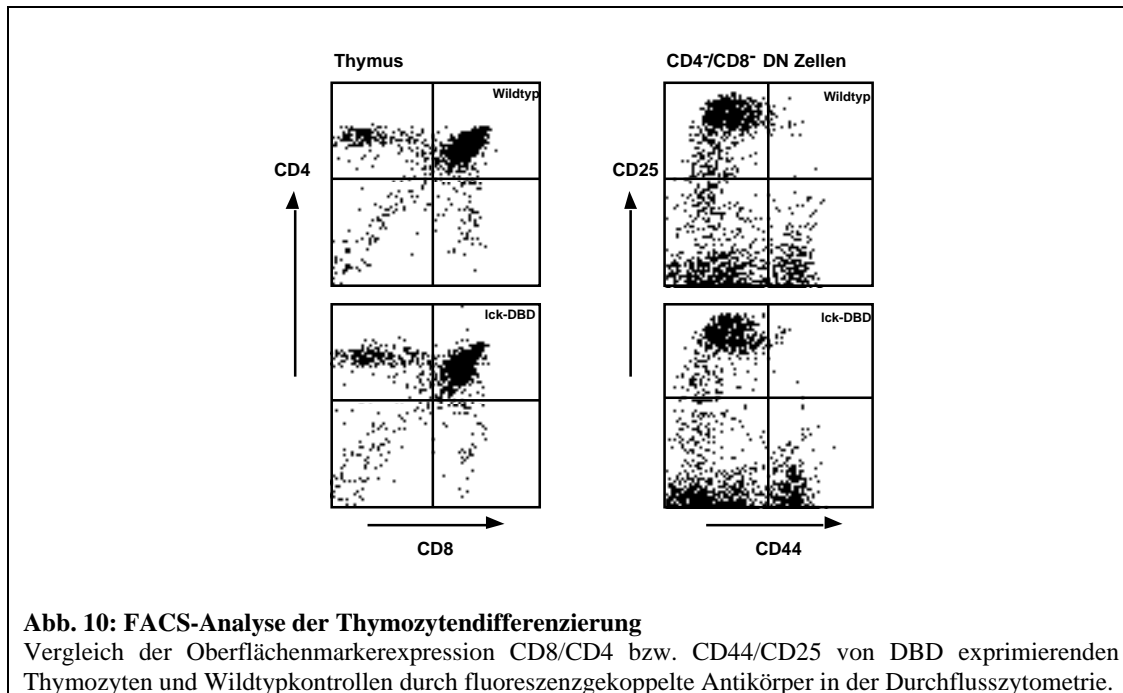 Thymus
CD4⁻/CD8⁻ DN Zellen
Wildtyp
Wildtyp
CD4
CD25
lck-DBD
lck-DBD
CD8
CD44
Abb. 10: FACS-Analyse der Thymozytendifferenzierung
Vergleich der Oberflächenmarkerexpression CD8/CD4 bzw. CD44/CD25 von DBD exprimierenden
Thymozyten und Wildtypkontrollen durch fluoreszenzgekoppelte Antikörper in der Durchflusszytometrie.